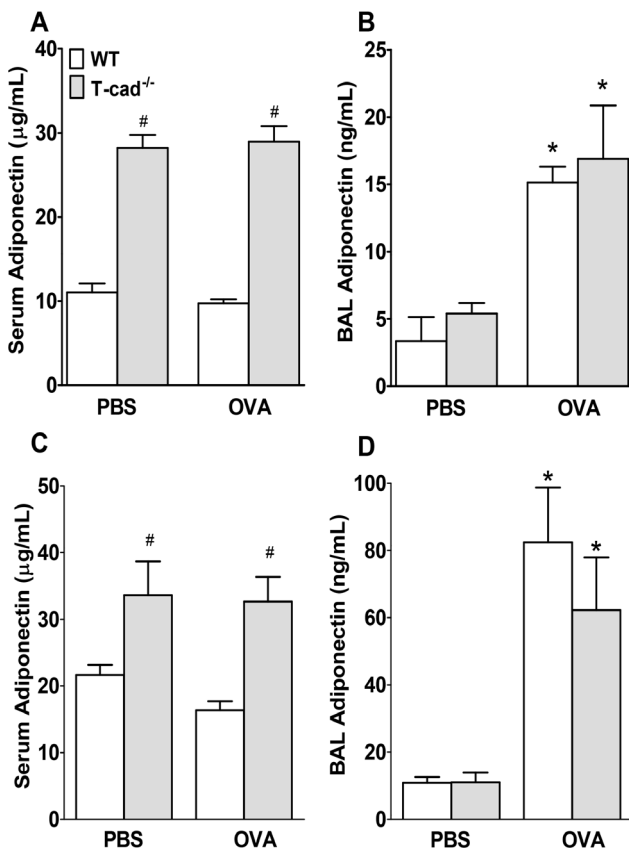 A
WT
T-cad-/-
Serum Adiponectin (μg/mL)
40
30
20
10
0
#
#
PBS
OVA
B
BAL Adiponectin (ng/mL)
25
20
15
10
5
0
*
*
PBS
OVA
C
Serum Adiponectin (μg/mL)
50
40
30
20
10
0
#
#
PBS
OVA
D
BAL Adiponectin (ng/mL)
100
80
60
40
20
0
*
*
PBS
OVA